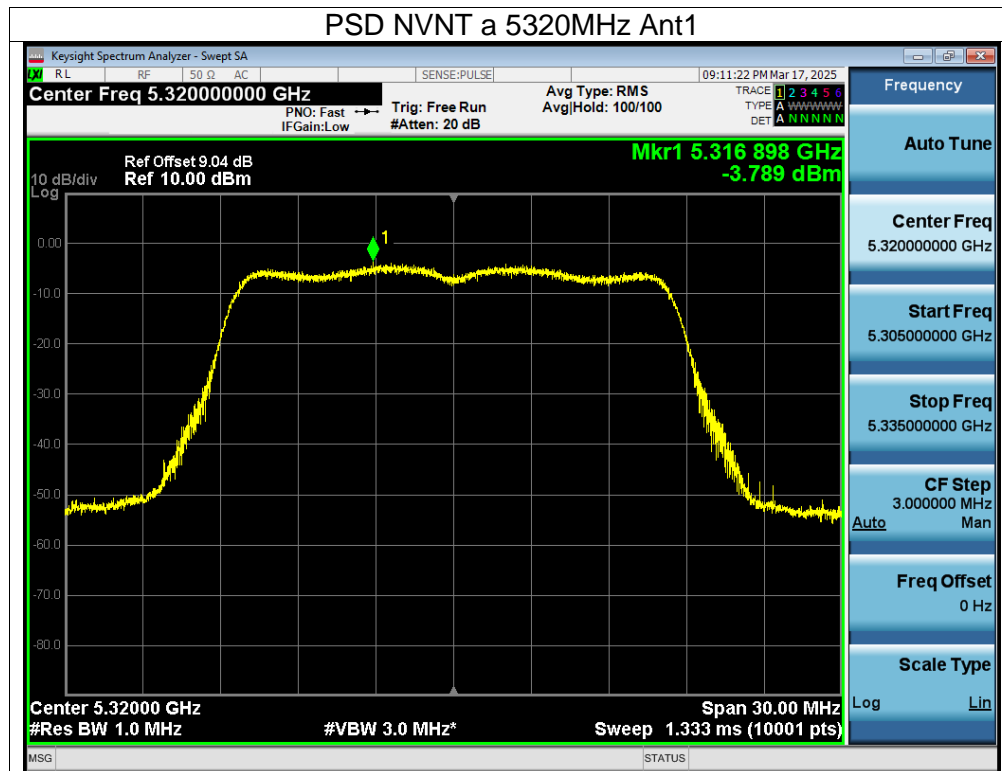 PSD NVNT a 5320MHz Ant1
Keysight Spectrum Analyzer - Swept SA
LXI RL RF 50 Ω AC SENSE:PULSE 09:11:22 PM Mar 17, 2025
Center Freq 5.320000000 GHz
PNO: Fast
IFGain:Low
Trig: Free Run
#Atten: 20 dB
Avg Type: RMS
Avg|Hold: 100/100
TRACE 1 2 3 4 5 6
TYPE A WWWWW
DET A N N N N N
Ref Offset 9.04 dB
Ref 10.00 dBm
10 dB/div
Log
Mkr1 5.316 898 GHz
-3.789 dBm
1
0.00
-10.0
-20.0
-30.0
-40.0
-50.0
-60.0
-70.0
-80.0
Center 5.32000 GHz
Span 30.00 MHz
#Res BW 1.0 MHz
#VBW 3.0 MHz*
Sweep 1.333 ms (10001 pts)
MSG
STATUS
Frequency
Auto Tune
Center Freq
5.320000000 GHz
Start Freq
5.305000000 GHz
Stop Freq
5.335000000 GHz
CF Step
3.000000 MHz
Auto Man
Freq Offset
0 Hz
Scale Type
Log Lin